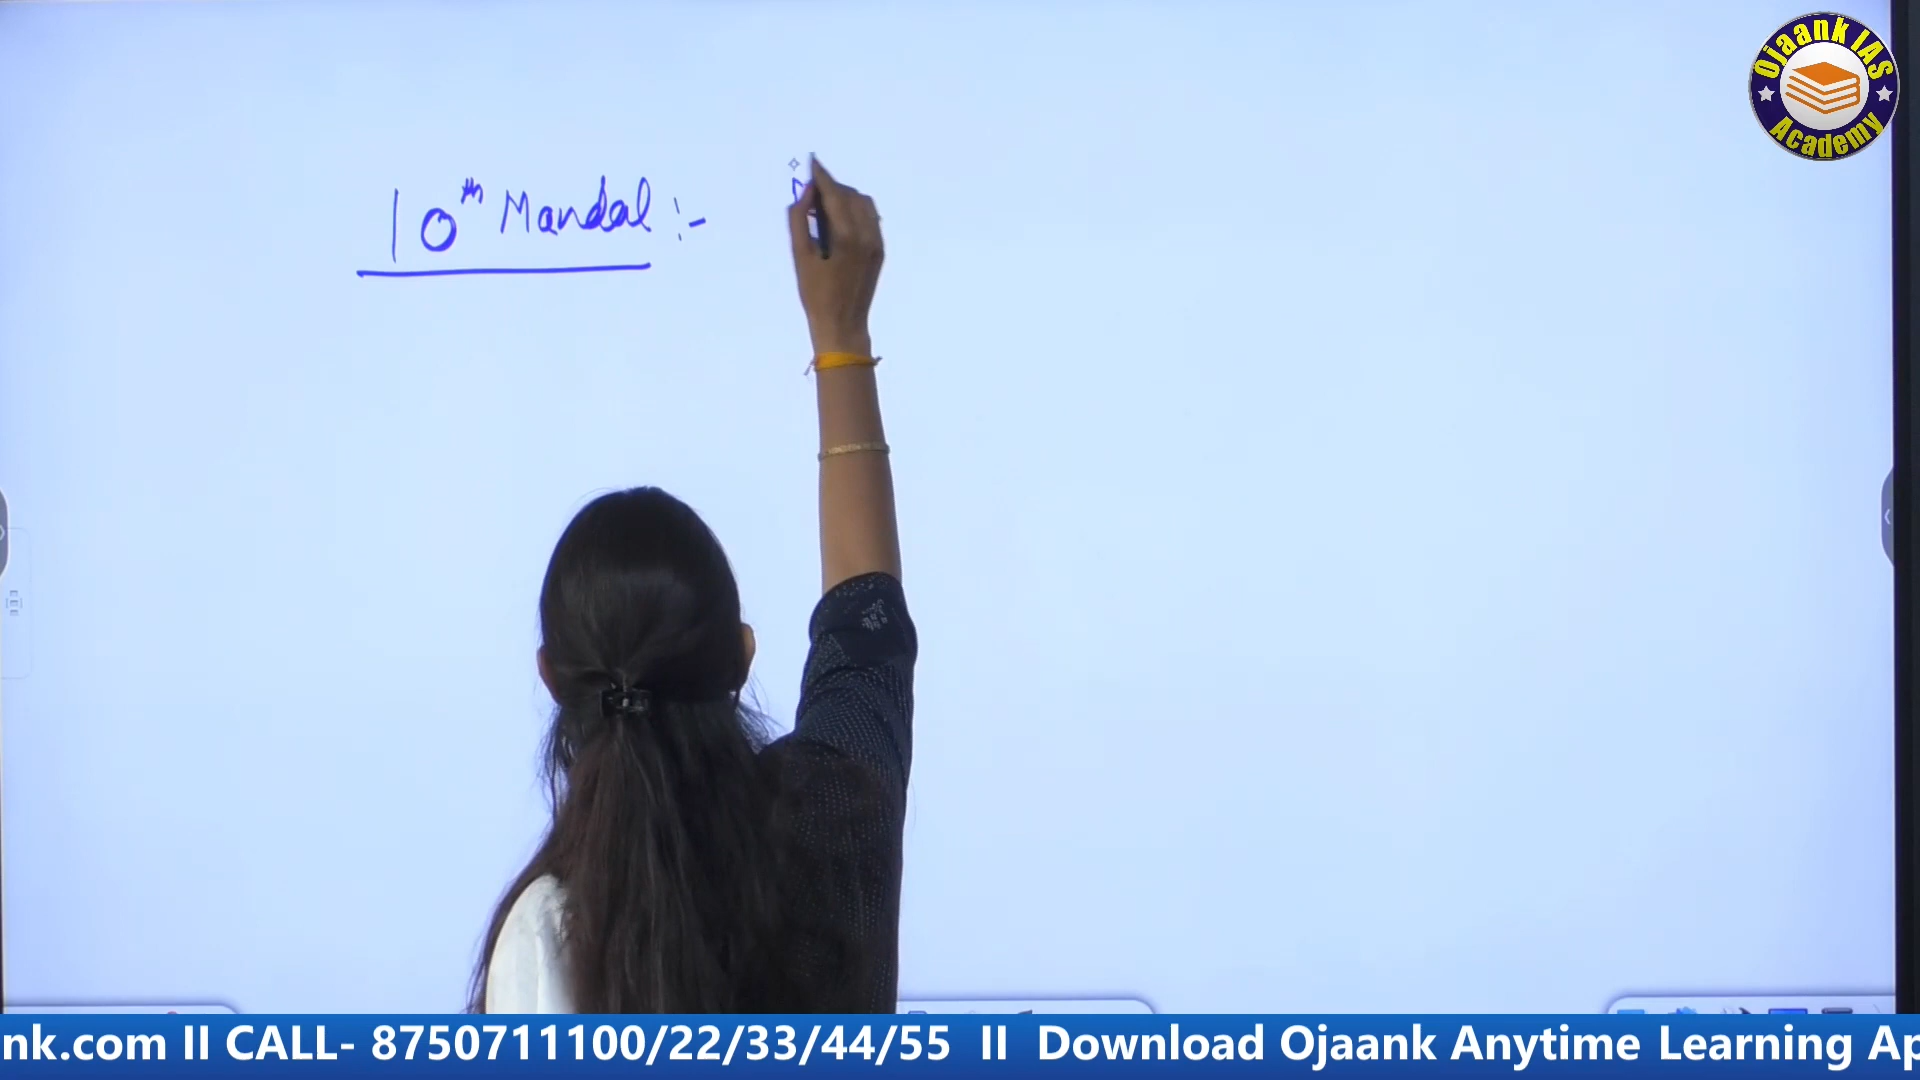 Ojaank IAS
Academy
10th Mandal :-
nk.com II CALL- 8750711100/22/33/44/55 II Download Ojaank Anytime Learning Ap